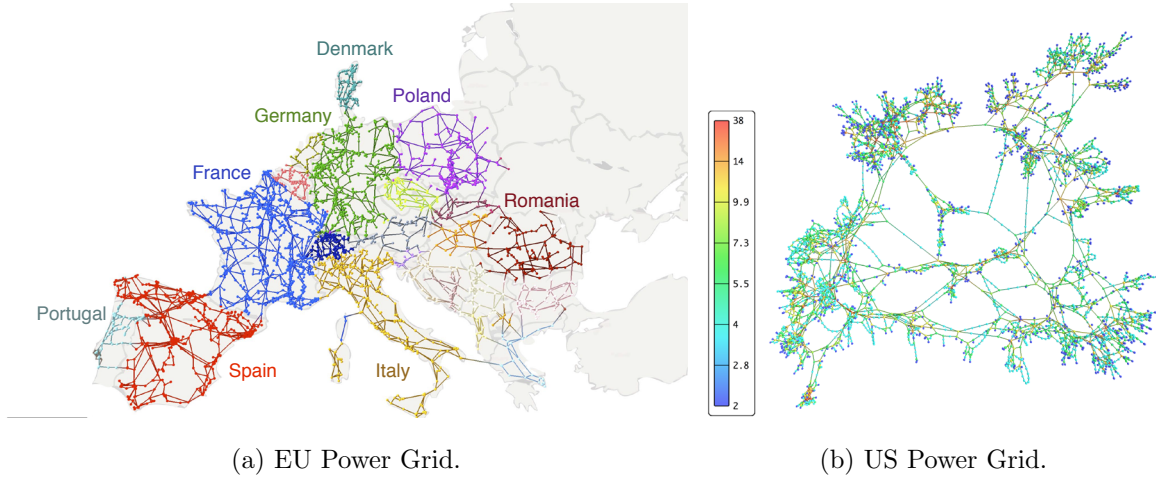 Denmark
Poland
Germany
France
Romania
Portugal
Spain
Italy
38
14
9.9
7.3
5.5
4
2.8
2
(a) EU Power Grid.
(b) US Power Grid.